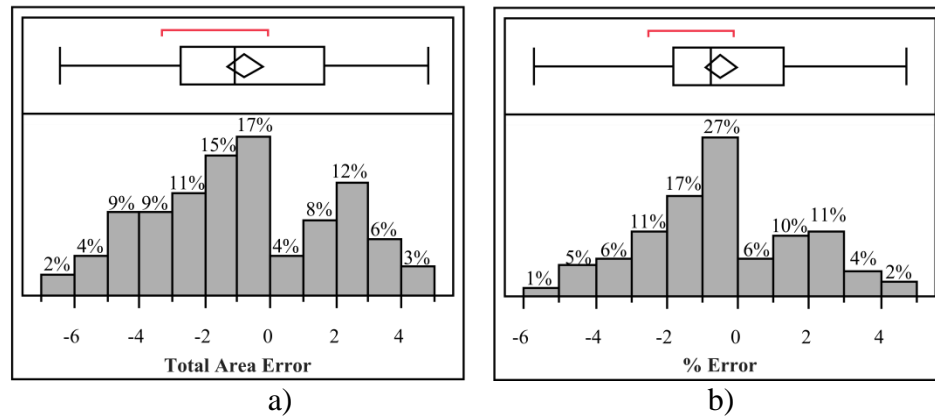 2% 4% 9% 9% 11% 15% 17% 4% 8% 12% 6% 3%
-6 -4 -2 0 2 4
Total Area Error
a)
1% 5% 6% 11% 17% 27% 6% 10% 11% 4% 2%
-6 -4 -2 0 2 4
% Error
b)